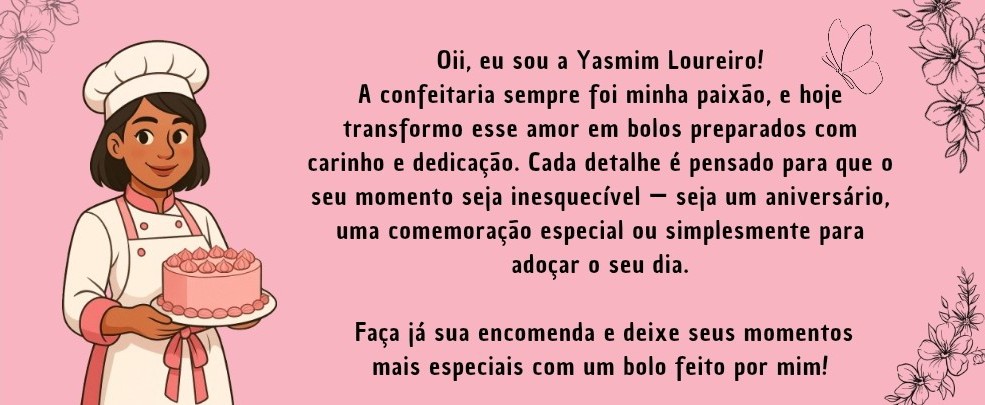 Oii, eu sou a Yasmim Loureiro!
A confeitaria sempre foi minha paixão, e hoje
transformo esse amor em bolos preparados com
carinho e dedicação. Cada detalhe é pensado para que o
seu momento seja inesquecível — seja um aniversário,
uma comemoração especial ou simplesmente para
adoçar o seu dia.
Faça já sua encomenda e deixe seus momentos
mais especiais com um bolo feito por mim!